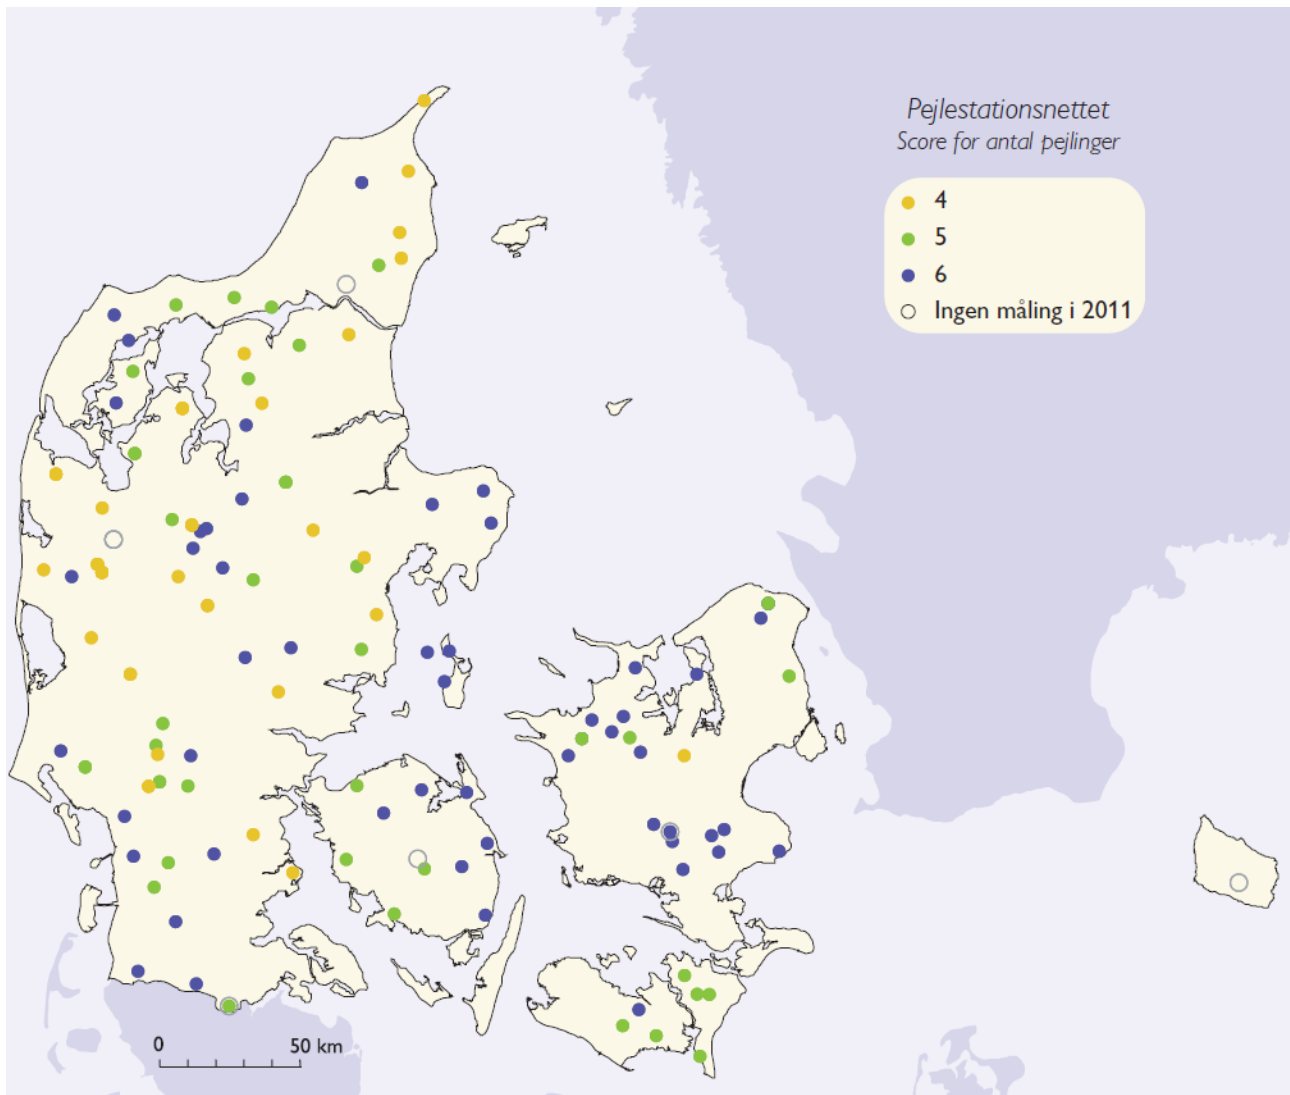 Pejlestationsnettet
Score for antal pejlinger
4
5
6
Ingen måling i 2011
0 50 km